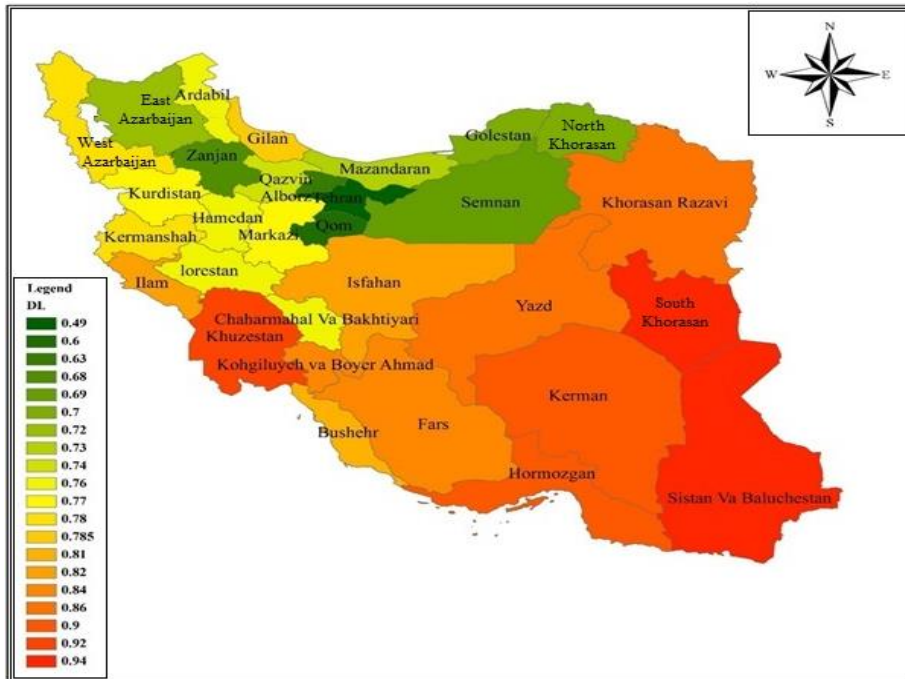 N
W E
S
East
Azarbaijan
Ardabil
West
Azarbaijan
Gilan
Zanjan
Golestan
North
Khorasan
Qazvin
Mazandaran
Alborz
Tehran
Kurdistan
Semnan
Khorasan Razavi
Hamedan
Qom
Markazi
Kermanshah
lorestan
Isfahan
Ilam
Yazd
South
Khorasan
Chaharmahal Va Bakhtiyari
Khuzestan
Kohgiluyeh va Boyer Ahmad
Kerman
Fars
Bushehr
Hormozgan
Sistan Va Baluchestan
Legend
DL
0.49
0.6
0.63
0.68
0.69
0.7
0.72
0.73
0.74
0.76
0.77
0.78
0.785
0.81
0.82
0.84
0.86
0.9
0.92
0.94